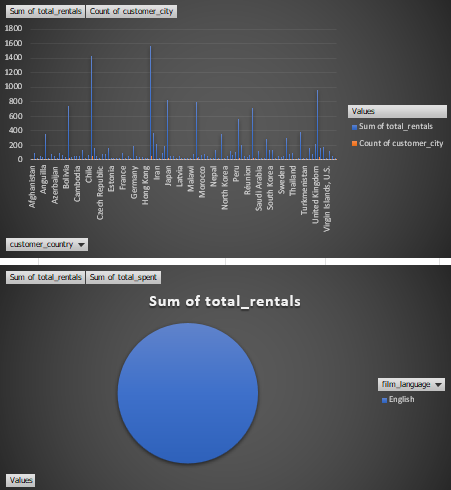 Sum of total_rentals Count of customer_city
1800
1600
1400
1200
1000
800
600
400
200
0
Afghanistan Anguilla Azerbaijan Bolivia Cambodia Chile Czech Republic Estonia France Germany Hong Kong Iran Japan Latvia Malawi Morocco Nepal North Korea Peru Réunion Saudi Arabia South Korea Sweden Thailand Turkmenistan United Kingdom Virgin Islands, U.S.
Values
Sum of total_rentals
Count of customer_city
customer_country
Sum of total_rentals Sum of total_spent
Sum of total_rentals
film_language
English
Values